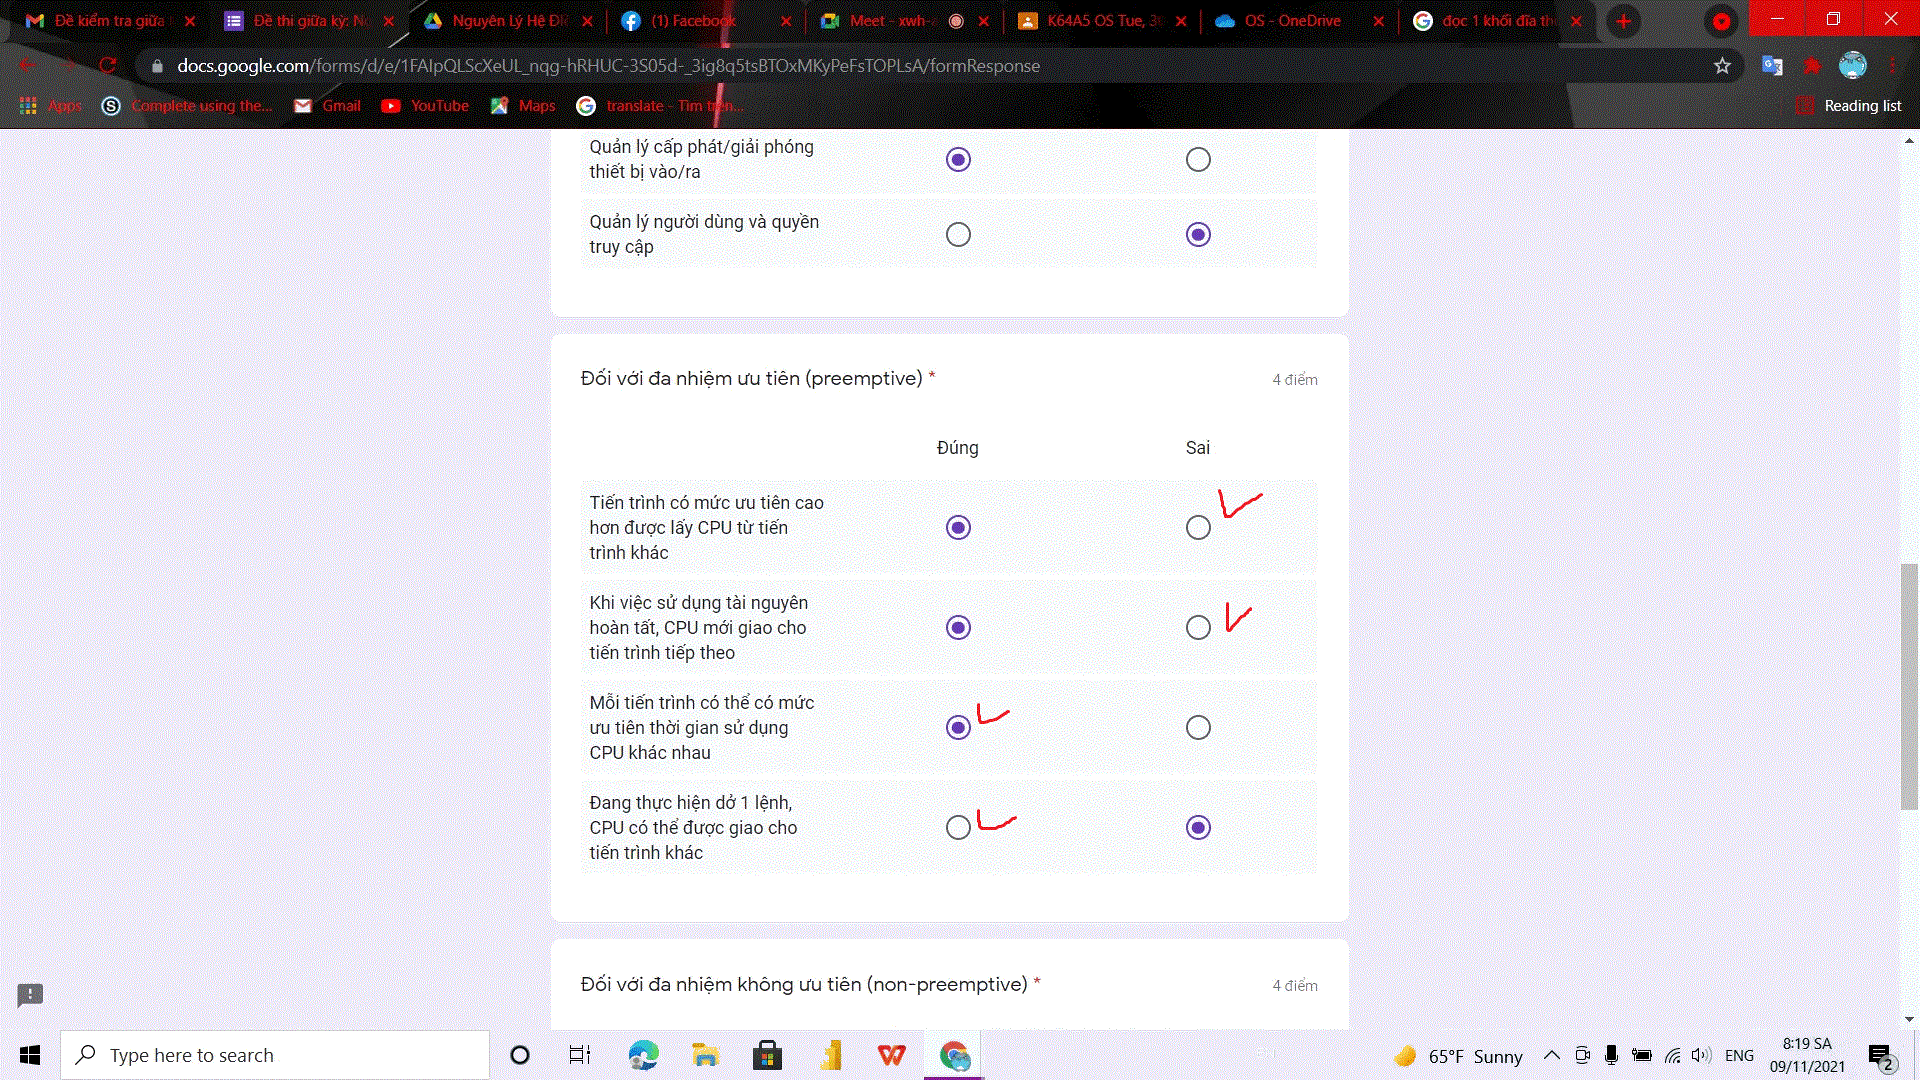 Đề kiểm tra giữa
Đề thi giữa kỳ: N
Nguyên Lý Hệ Đi
(1) Facebook
Meet - xwh-
K64A5 OS Tue, 3
OS - OneDrive
đọc 1 khối đĩa th
docs.google.com/forms/d/e/1FAIpQLScXeUL_nqg-hRHUC-3S05d-_3ig8q5tsBTOxMKyPeFsTOPLsA/formResponse
Apps
Complete using the...
Gmail
YouTube
Maps
translate - Tìm trên...
Reading list
Quản lý cấp phát/giải phóng
thiết bị vào/ra
Quản lý người dùng và quyền
truy cập
Đối với đa nhiệm ưu tiên (preemptive) *
4 điểm
Đúng
Sai
Tiến trình có mức ưu tiên cao
hơn được lấy CPU từ tiến
trình khác
Khi việc sử dụng tài nguyên
hoàn tất, CPU mới giao cho
tiến trình tiếp theo
Mỗi tiến trình có thể có mức
ưu tiên thời gian sử dụng
CPU khác nhau
Đang thực hiện dở 1 lệnh,
CPU có thể được giao cho
tiến trình khác
Đối với đa nhiệm không ưu tiên (non-preemptive) *
4 điểm
Type here to search
65°F Sunny
ENG
8:19 SA
09/11/2021
2